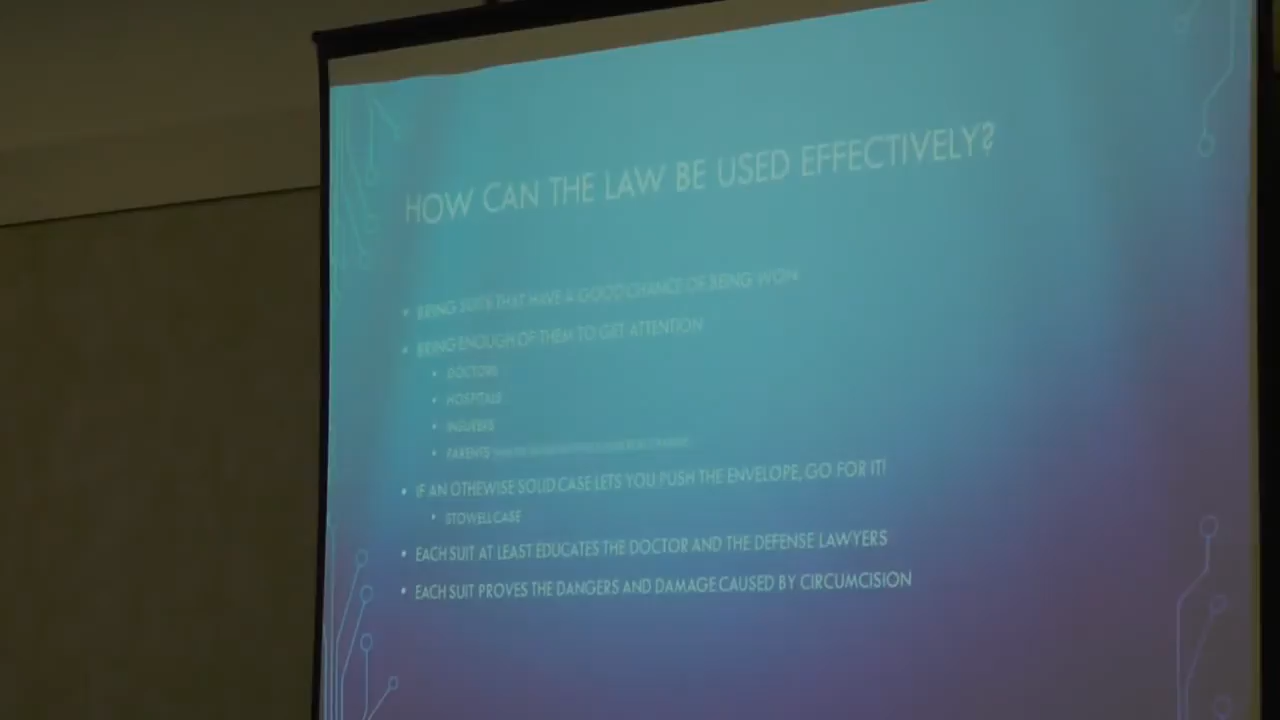 HOW CAN THE LAW BE USED EFFECTIVELY?
• BRING SUITS THAT HAVE A GOOD CHANCE OF BEING WON
• BRING ENOUGH OF THEM TO GET ATTENTION
• DOCTORS
• HOSPITALS
• INSURERS
• PARENTS
• IF AN OTHEWISE SOLID CASE LETS YOU PUSH THE ENVELOPE, GO FOR IT!
• STOWELL CASE
• EACH SUIT AT LEAST EDUCATES THE DOCTOR AND THE DEFENSE LAWYERS
• EACH SUIT PROVES THE DANGERS AND DAMAGE CAUSED BY CIRCUMCISION